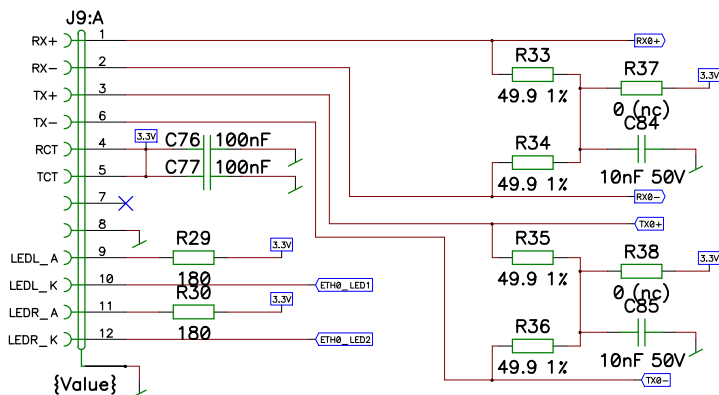 J9:A
RX+ 1 RX0+
R33 R37 3.3V
RX- 2
TX+ 3 49.9 1% 0 (nc)
TX- 6 C84
3.3V C76 100nF
RCT 4 R34
C77 100nF
TCT 5 49.9 1% 10nF 50V
7 RX0-
8 TX0+
R29 3.3V R35 R38 3.3V
LEDL_A 9
180 49.9 1% 0 (nc)
LEDL_K 10 ETH0_LED1
R30 3.3V C85
LEDR_A 11
180 R36
LEDR_K 12 ETH0_LED2
49.9 1% 10nF 50V
{Value} TX0-